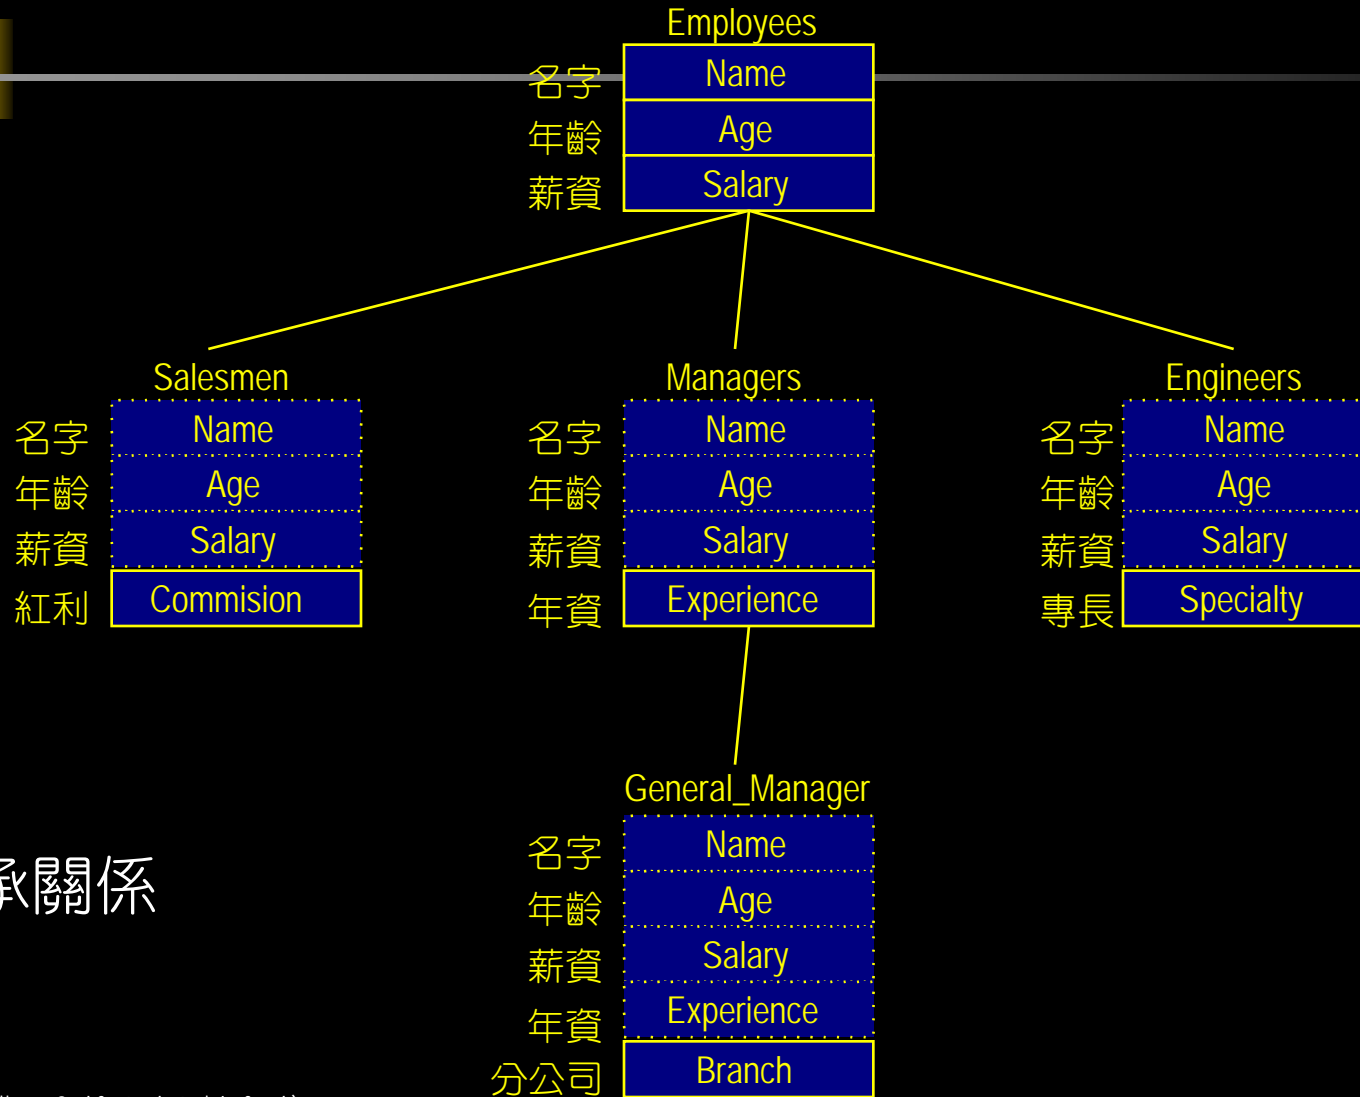 Employees
名字 Name
年齡 Age
薪資 Salary
Salesmen Managers Engineers
名字 Name 名字 Name 名字 Name
年齡 Age 年齡 Age 年齡 Age
薪資 Salary 薪資 Salary 薪資 Salary
紅利 Commision 年資 Experience 專長 Specialty
General_Manager
名字 Name
年齡 Age
承關係
薪資 Salary
年資 Experience
分公司 Branch